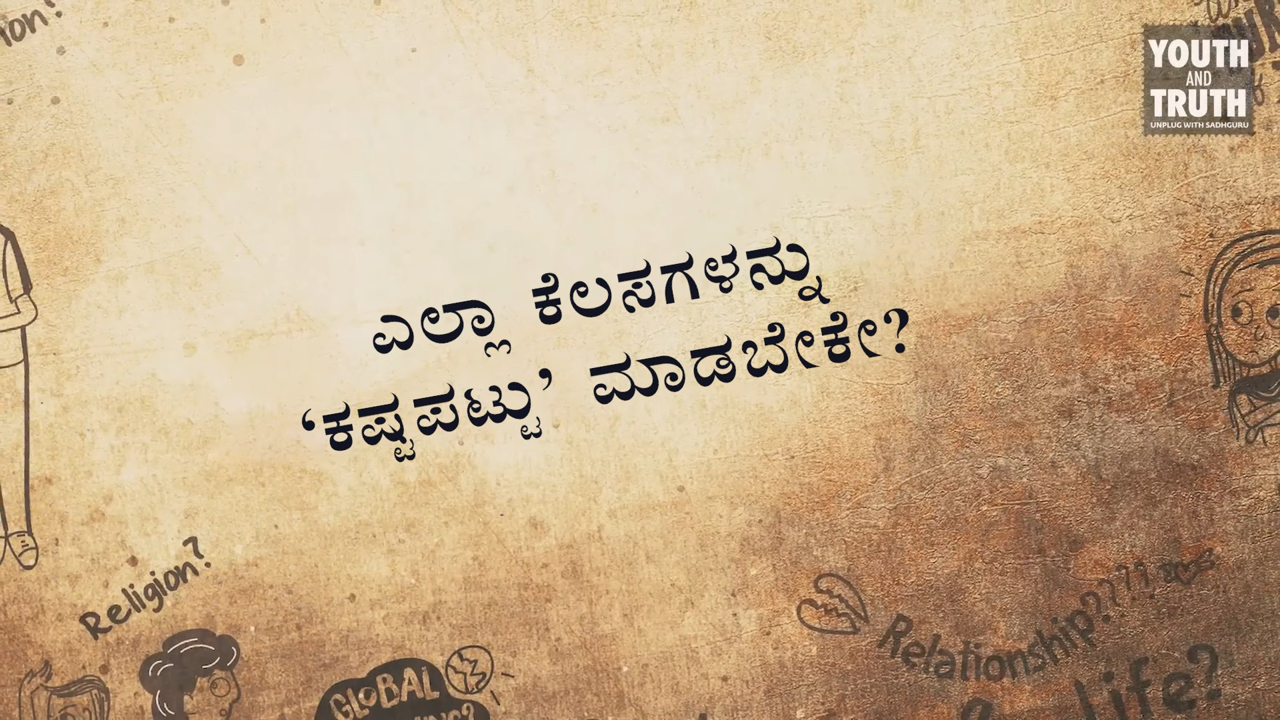 YOUTH
AND
TRUTH
UNPLUG WITH SADHGURU
ಎಲ್ಲಾ ಕೆಲಸಗಳನ್ನು
‘ಕಷ್ಟಪಟ್ಟು’ ಮಾಡಬೇಕೇ?
Religion?
Relationship????
GLOBAL
life?